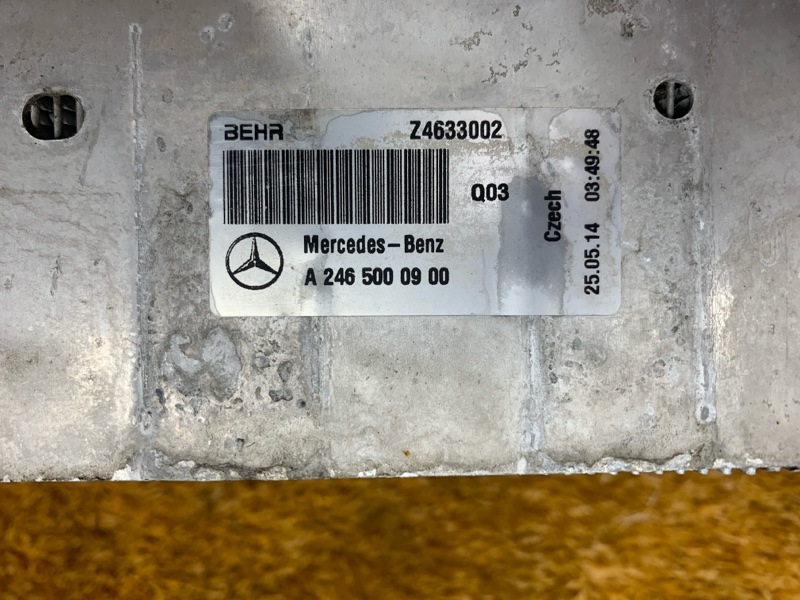 BEHR Z4633002
Q03
Mercedes-Benz
A 246 500 09 00
Czech
25.05.14 03:49:48